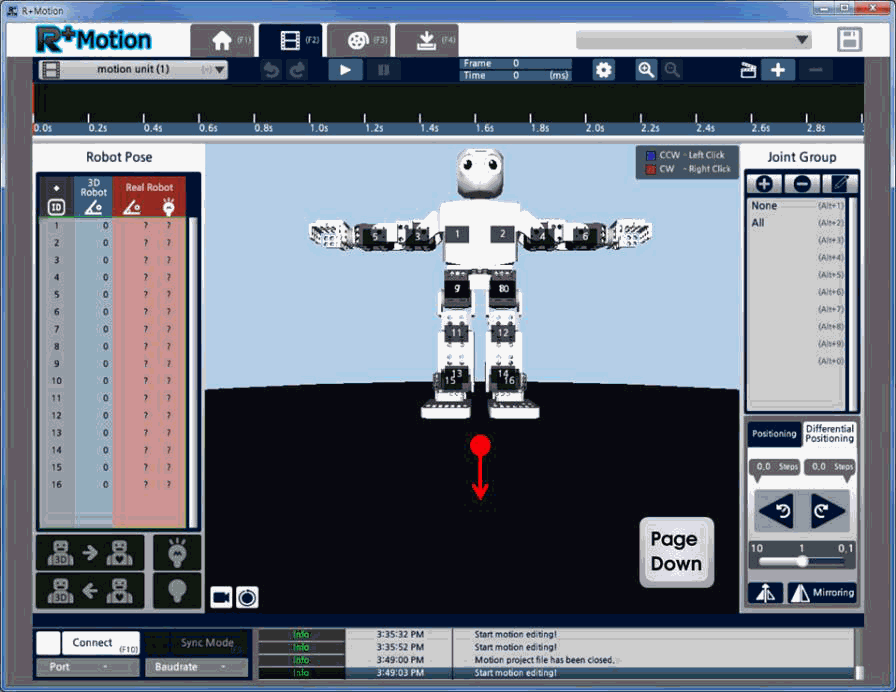 R+Motion
R+Motion
(F1)
(F2)
(F3)
(F4)
motion unit (1)
Frame 0
Time 0 (ms)
0.0s 0.2s 0.4s 0.6s 0.8s 1.0s 1.2s 1.4s 1.6s 1.8s 2.0s 2.2s 2.4s 2.6s 2.8s
Robot Pose
3D Robot
Real Robot
ID
1 0 ? ?
2 0 ? ?
3 0 ? ?
4 0 ? ?
5 0 ? ?
6 0 ? ?
7 0 ? ?
8 0 ? ?
9 0 ? ?
10 0 ? ?
11 0 ? ?
12 0 ? ?
13 0 ? ?
14 0 ? ?
15 0 ? ?
16 0 ? ?
3D
3D
CCW - Left Click
CW - Right Click
1 2
3 4
6
9
11 12
13 14
15 16
Page
Down
Joint Group
None (Alt+1)
All (Alt+2)
(Alt+3)
(Alt+4)
(Alt+5)
(Alt+6)
(Alt+7)
(Alt+8)
(Alt+9)
(Alt+0)
Positioning
Differential
Positioning
0,0 Steps
0,0 Steps
10 1 0,1
Mirroring
Connect (F10)
Sync Mode
Port
Baudrate
Info 3:35:32 PM Start motion editing!
Info 3:35:52 PM Start motion editing!
Info 3:49:00 PM Motion project file has been closed.
Info 3:49:03 PM Start motion editing!